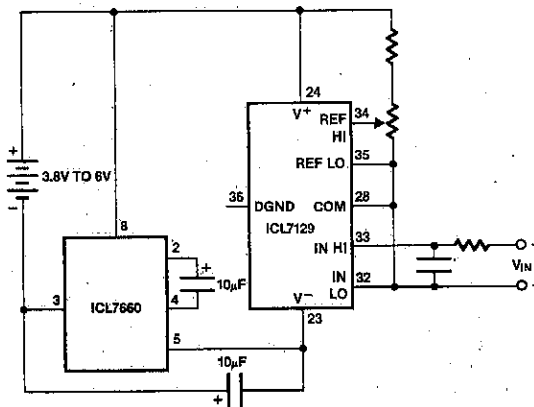 24
V+
REF
HI
34
REF LO
35
+
3.8V TO 6V
−
36
DGND
COM
28
ICL7129
8
IN HI
33
2
+
10µF
VIN
ICL7660
3
4
IN
LO
32
+
−
V−
23
5
10µF
+